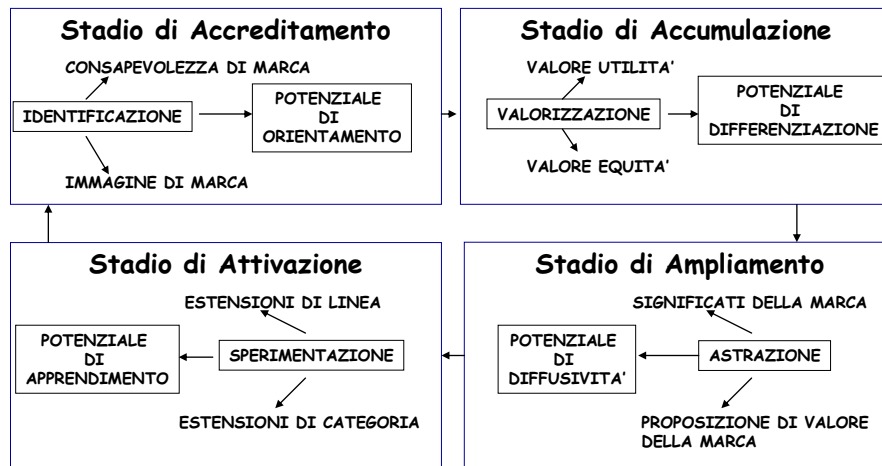 Stadio di Accreditamento
CONSAPEVOLEZZA DI MARCA
IDENTIFICAZIONE
POTENZIALE
DI
ORIENTAMENTO
IMMAGINE DI MARCA
Stadio di Accumulazione
VALORE UTILITA'
VALORIZZAZIONE
POTENZIALE
DI
DIFFERENZIAZIONE
VALORE EQUITA'
Stadio di Attivazione
ESTENSIONI DI LINEA
POTENZIALE
DI
APPRENDIMENTO
SPERIMENTAZIONE
ESTENSIONI DI CATEGORIA
Stadio di Ampliamento
SIGNIFICATI DELLA MARCA
POTENZIALE
DI
DIFFUSIVITA'
ASTRAZIONE
PROPOSIZIONE DI VALORE
DELLA MARCA